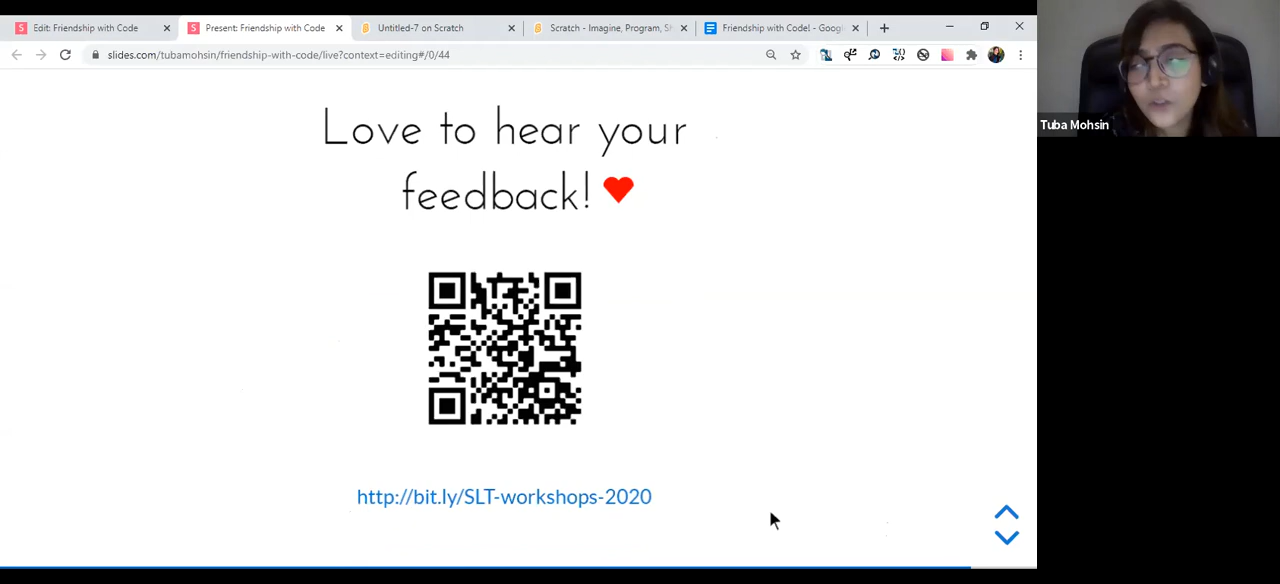 Edit: Friendship with Code
Present: Friendship with Code
Untitled-7 on Scratch
Scratch - Imagine, Program, Sh
Friendship with Code! - Googl
slides.com/tubamohsin/friendship-with-code/live?context=editing#/0/44
Tuba Mohsin
Love to hear your
feedback!
http://bit.ly/SLT-workshops-2020